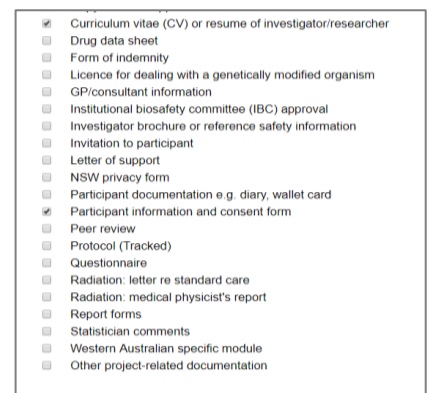 Curriculum vitae (CV) or resume of investigator/researcher
Drug data sheet
Form of indemnity
Licence for dealing with a genetically modified organism
GP/consultant information
Institutional biosafety committee (IBC) approval
Investigator brochure or reference safety information
Invitation to participant
Letter of support
NSW privacy form
Participant documentation e.g. diary, wallet card
Participant information and consent form
Peer review
Protocol (Tracked)
Questionnaire
Radiation: letter re standard care
Radiation: medical physicist's report
Report forms
Statistician comments
Western Australian specific module
Other project-related documentation